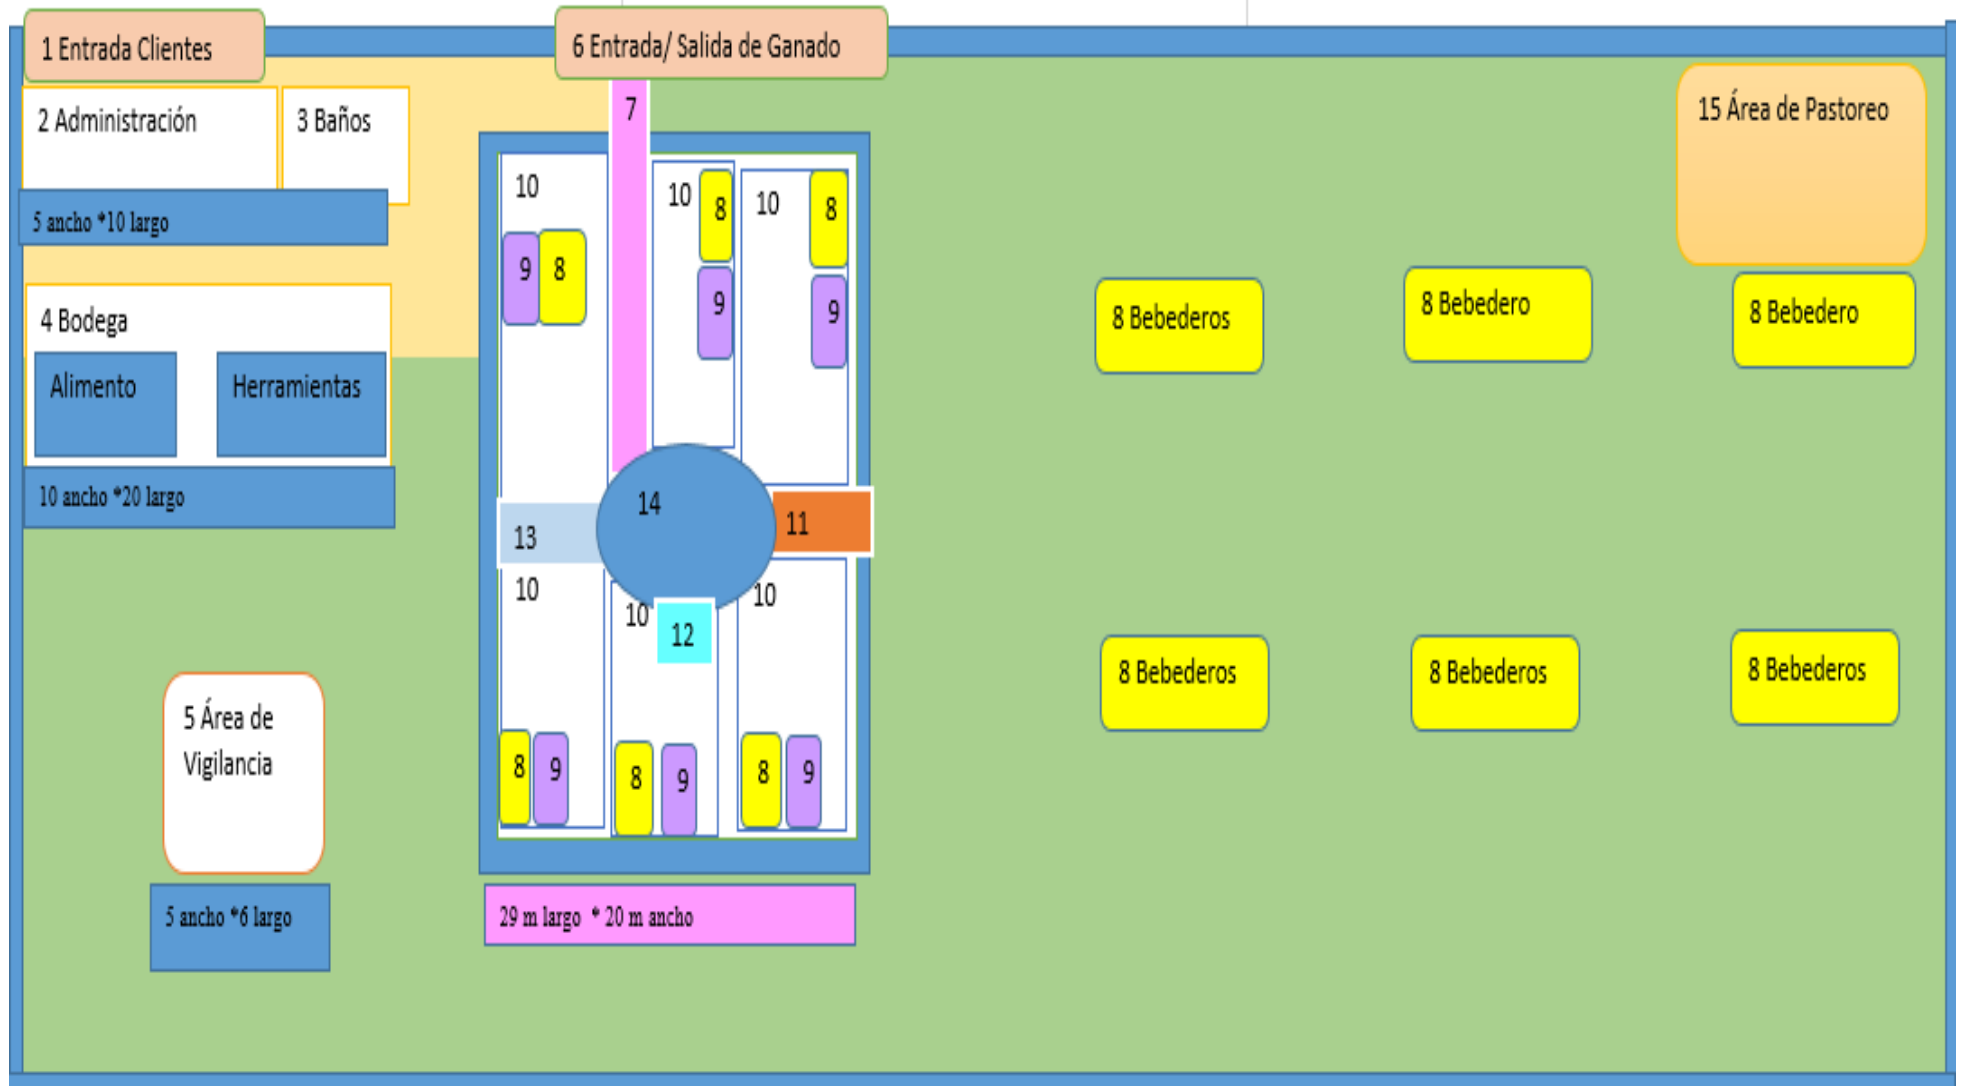 1 Entrada Clientes
6 Entrada/ Salida de Ganado
2 Administración
3 Baños
5 ancho *10 largo
4 Bodega
Alimento
Herramientas
10 ancho *20 largo
5 Área de
Vigilancia
5 ancho *6 largo
7
10
9
8
10
8
9
10
8
9
13
14
11
10
10
12
10
8
9
8
9
8
9
29 m largo * 20 m ancho
15 Área de Pastoreo
8 Bebederos
8 Bebedero
8 Bebedero
8 Bebederos
8 Bebederos
8 Bebederos